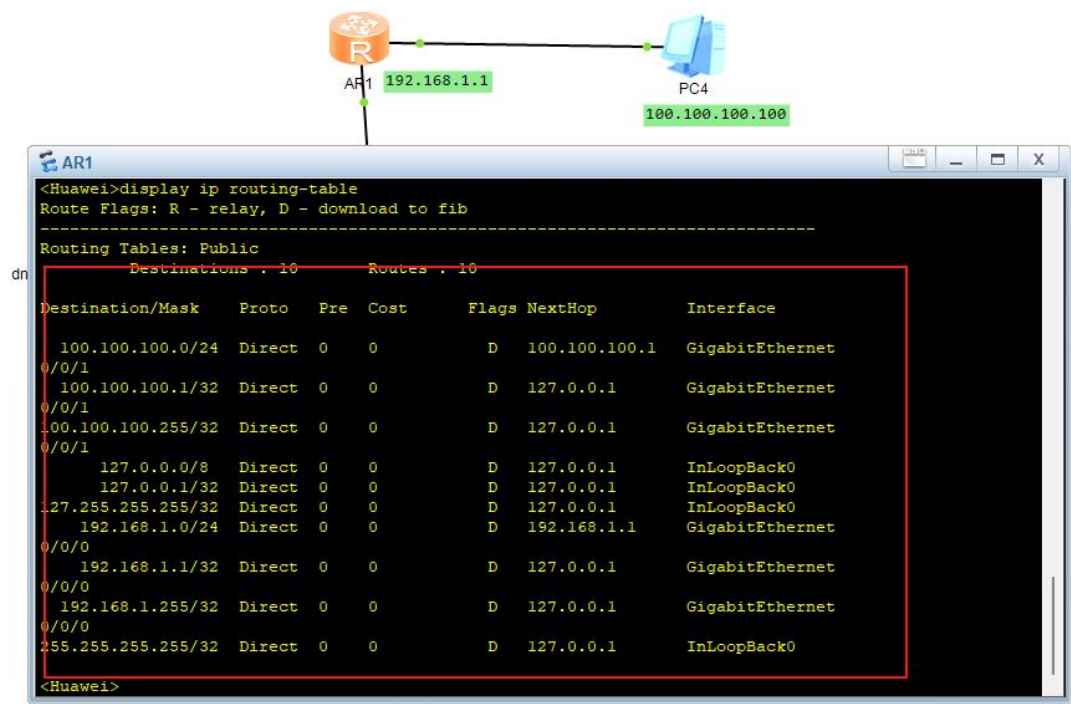 R
AR1
192.168.1.1
PC4
100.100.100.100
AR1
<Huawei>display ip routing-table
Route Flags: R - relay, D - download to fib
------------------------------------------------------------------------------
Routing Tables: Public
Destinations : 10 Routes : 10
dn
Destination/Mask Proto Pre Cost Flags NextHop Interface
100.100.100.0/24 Direct 0 0 D 100.100.100.1 GigabitEthernet
0/0/1
100.100.100.1/32 Direct 0 0 D 127.0.0.1 GigabitEthernet
0/0/1
100.100.100.255/32 Direct 0 0 D 127.0.0.1 GigabitEthernet
0/0/1
127.0.0.0/8 Direct 0 0 D 127.0.0.1 InLoopBack0
127.0.0.1/32 Direct 0 0 D 127.0.0.1 InLoopBack0
127.255.255.255/32 Direct 0 0 D 127.0.0.1 InLoopBack0
192.168.1.0/24 Direct 0 0 D 192.168.1.1 GigabitEthernet
0/0/0
192.168.1.1/32 Direct 0 0 D 127.0.0.1 GigabitEthernet
0/0/0
192.168.1.255/32 Direct 0 0 D 127.0.0.1 GigabitEthernet
0/0/0
255.255.255.255/32 Direct 0 0 D 127.0.0.1 InLoopBack0
<Huawei>